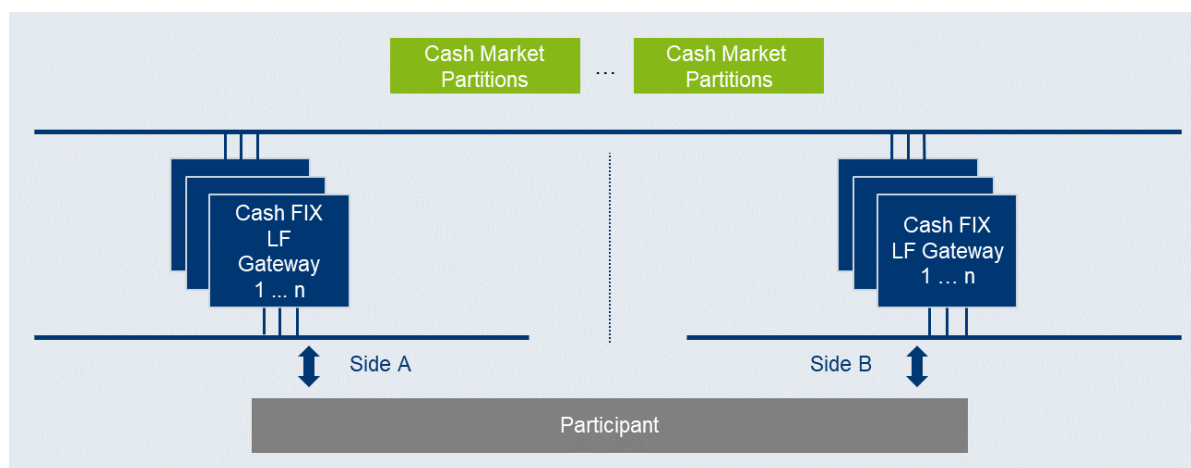 Cash Market
Partitions
...
Cash Market
Partitions
Cash FIX
LF
Gateway
1 ... n
Cash FIX
LF Gateway
1 ... n
Side A
Side B
Participant